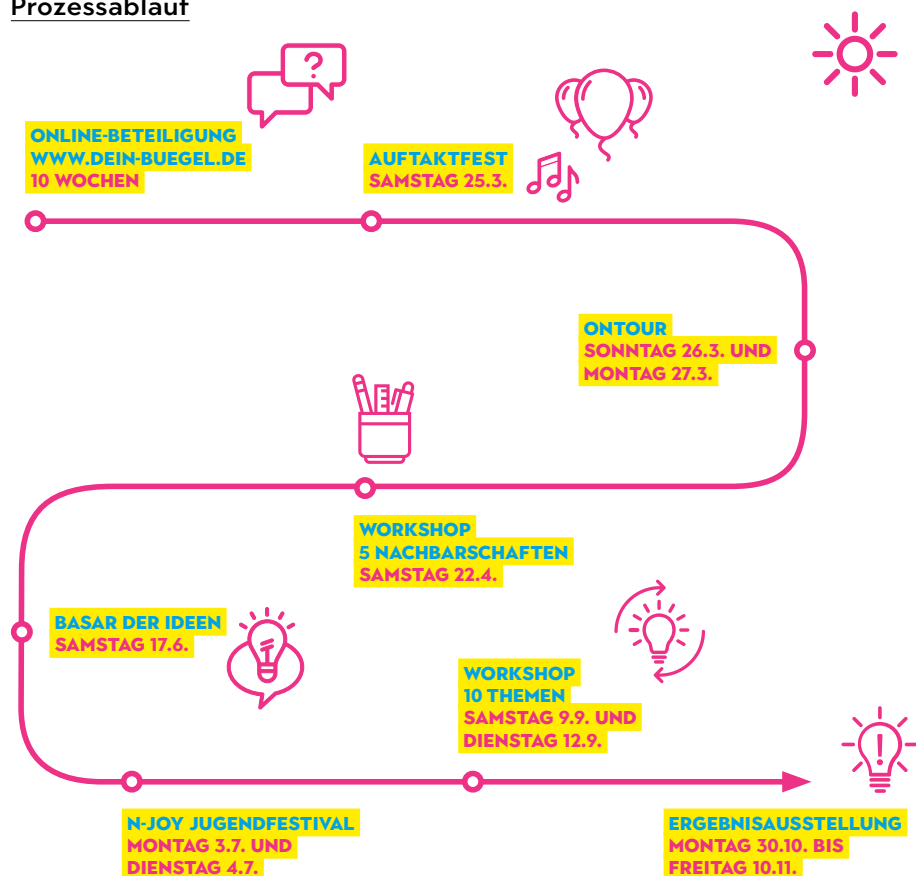 Prozessablauf
ONLINE-BETEILIGUNG
WWW.DEIN-BUEGEL.DE
10 WOCHEN
AUFTAKTFEST
SAMSTAG 25.3.
ONTOUR
SONNTAG 26.3. UND
MONTAG 27.3.
WORKSHOP
5 NACHBARSCHAFTEN
SAMSTAG 22.4.
BASAR DER IDEEN
SAMSTAG 17.6.
N-JOY JUGENDFESTIVAL
MONTAG 3.7. UND
DIENSTAG 4.7.
WORKSHOP
10 THEMEN
SAMSTAG 9.9. UND
DIENSTAG 12.9.
ERGEBNISAUSSTELLUNG
MONTAG 30.10. BIS
FREITAG 10.11.